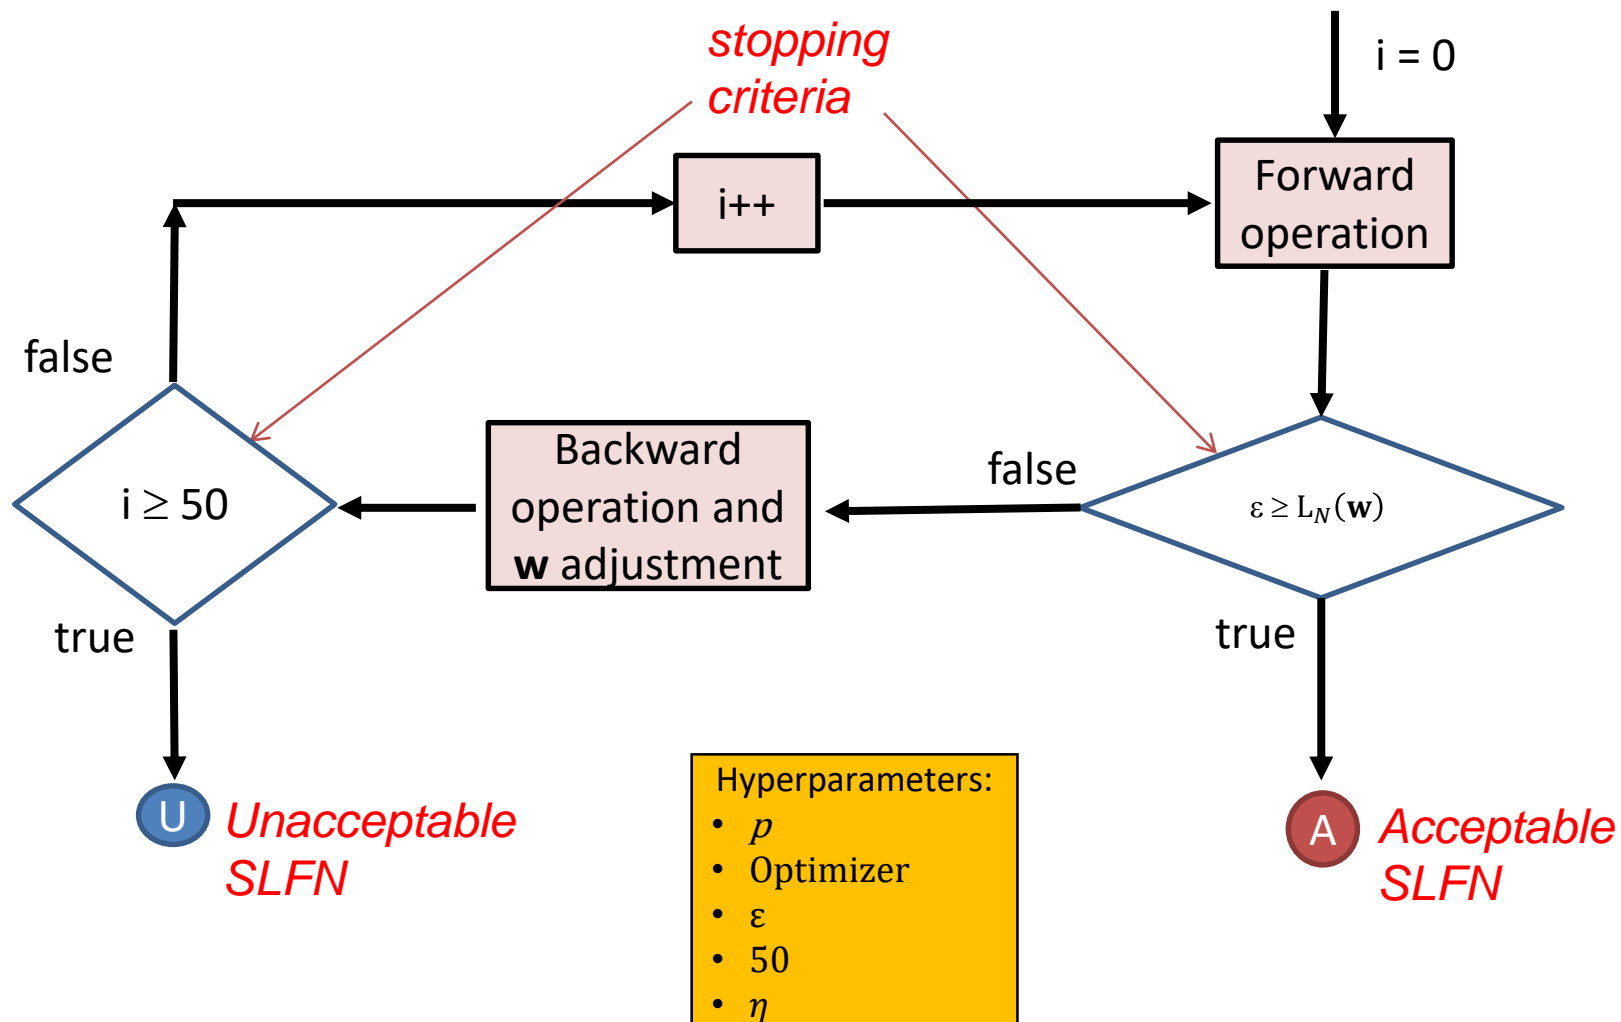 stopping
criteria
i = 0
i++
Forward
operation
false
Backward
operation and
w adjustment
false
i ≥ 50
ε ≥ L_N(w)
true
true
U
Unacceptable
SLFN
Hyperparameters:
• p
• Optimizer
• ε
• 50
• η
A
Acceptable
SLFN